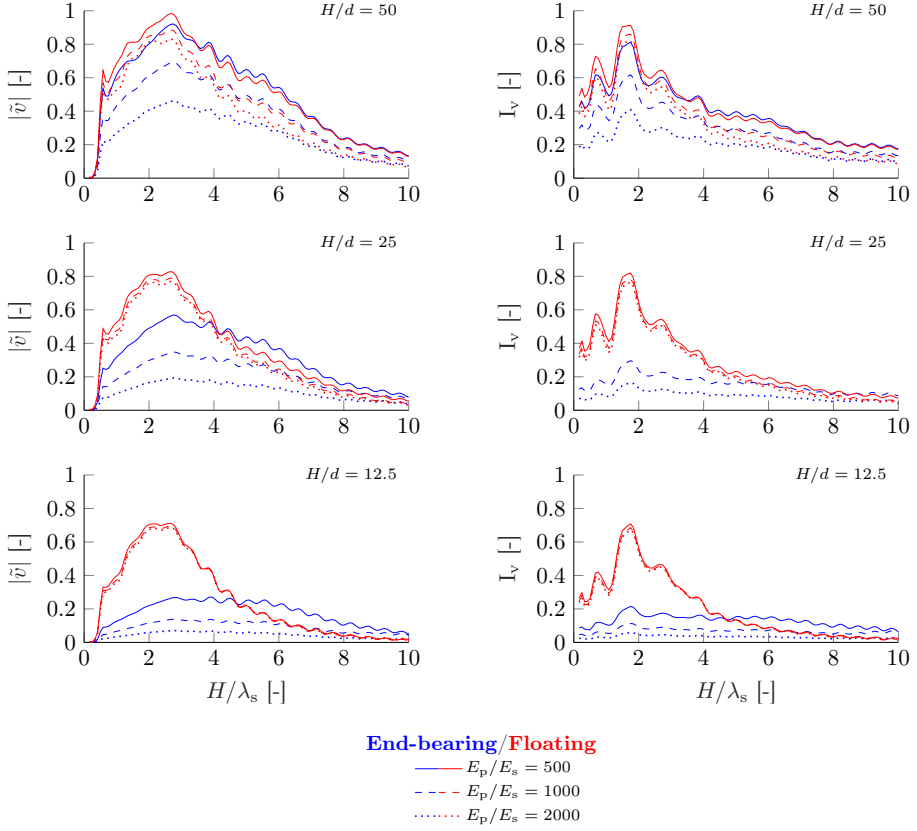 H/d = 50
1
0.8
0.6
0.4
0.2
0
|ṽ| [-]
0 2 4 6 8 10
H/d = 50
1
0.8
0.6
0.4
0.2
0
I_v [-]
0 2 4 6 8 10
H/d = 25
1
0.8
0.6
0.4
0.2
0
|ṽ| [-]
0 2 4 6 8 10
H/d = 25
1
0.8
0.6
0.4
0.2
0
I_v [-]
0 2 4 6 8 10
H/d = 12.5
1
0.8
0.6
0.4
0.2
0
|ṽ| [-]
0 2 4 6 8 10
H/λ_s [-]
H/d = 12.5
1
0.8
0.6
0.4
0.2
0
I_v [-]
0 2 4 6 8 10
H/λ_s [-]
End-bearing/Floating
E_p/E_s = 500
E_p/E_s = 1000
E_p/E_s = 2000